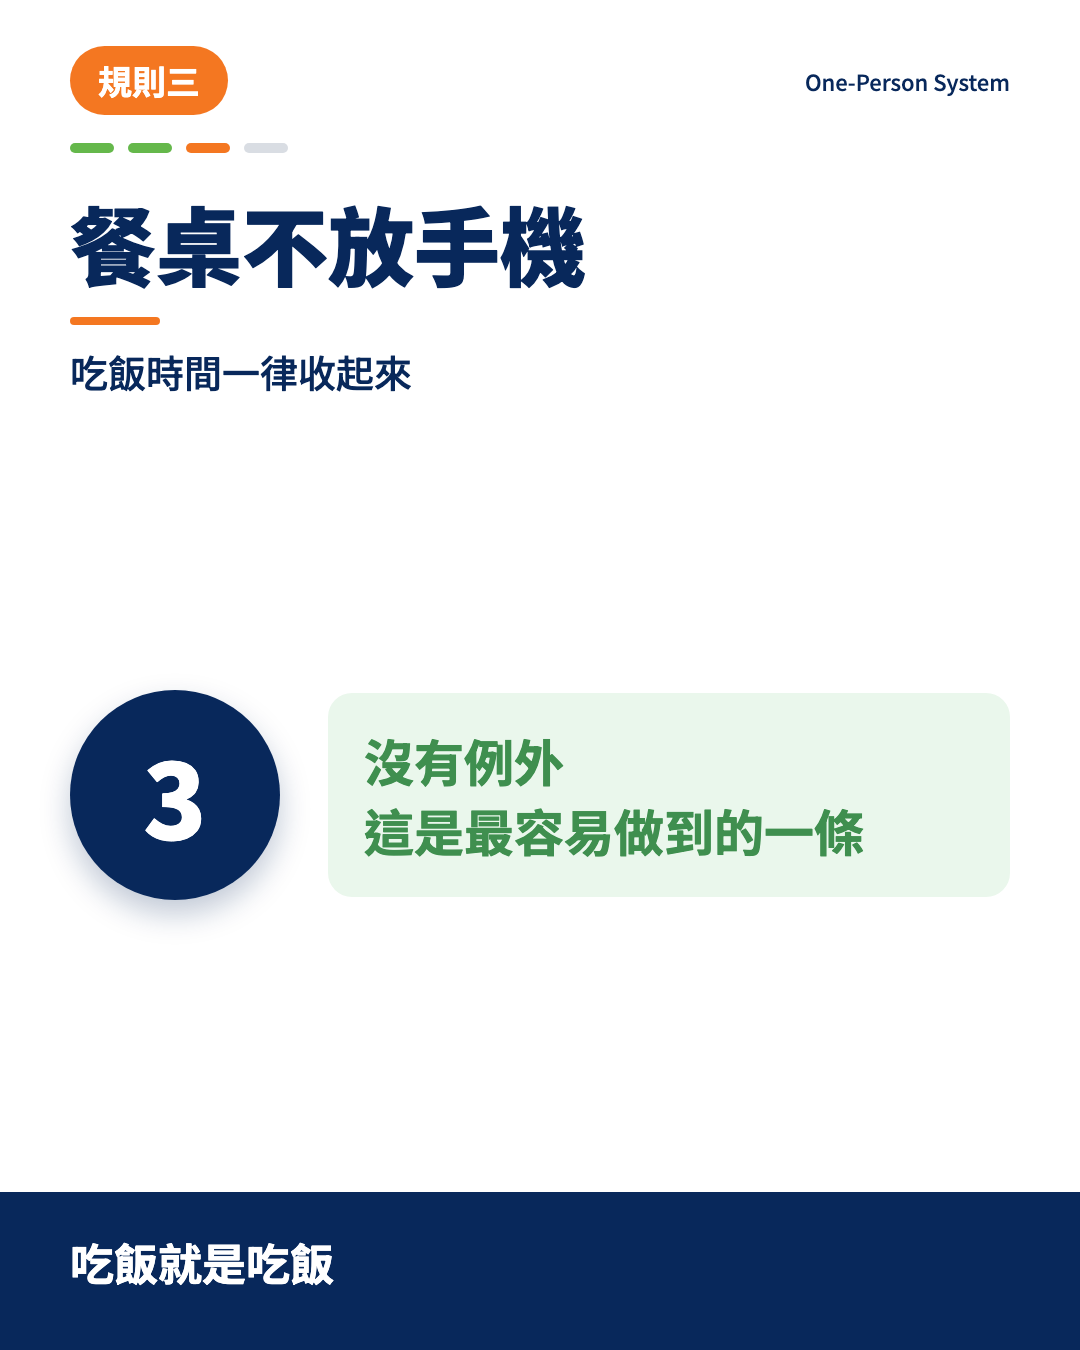 規則三
One-Person System
餐桌不放手機
吃飯時間一律收起來
3
沒有例外
這是最容易做到的一條
吃飯就是吃飯